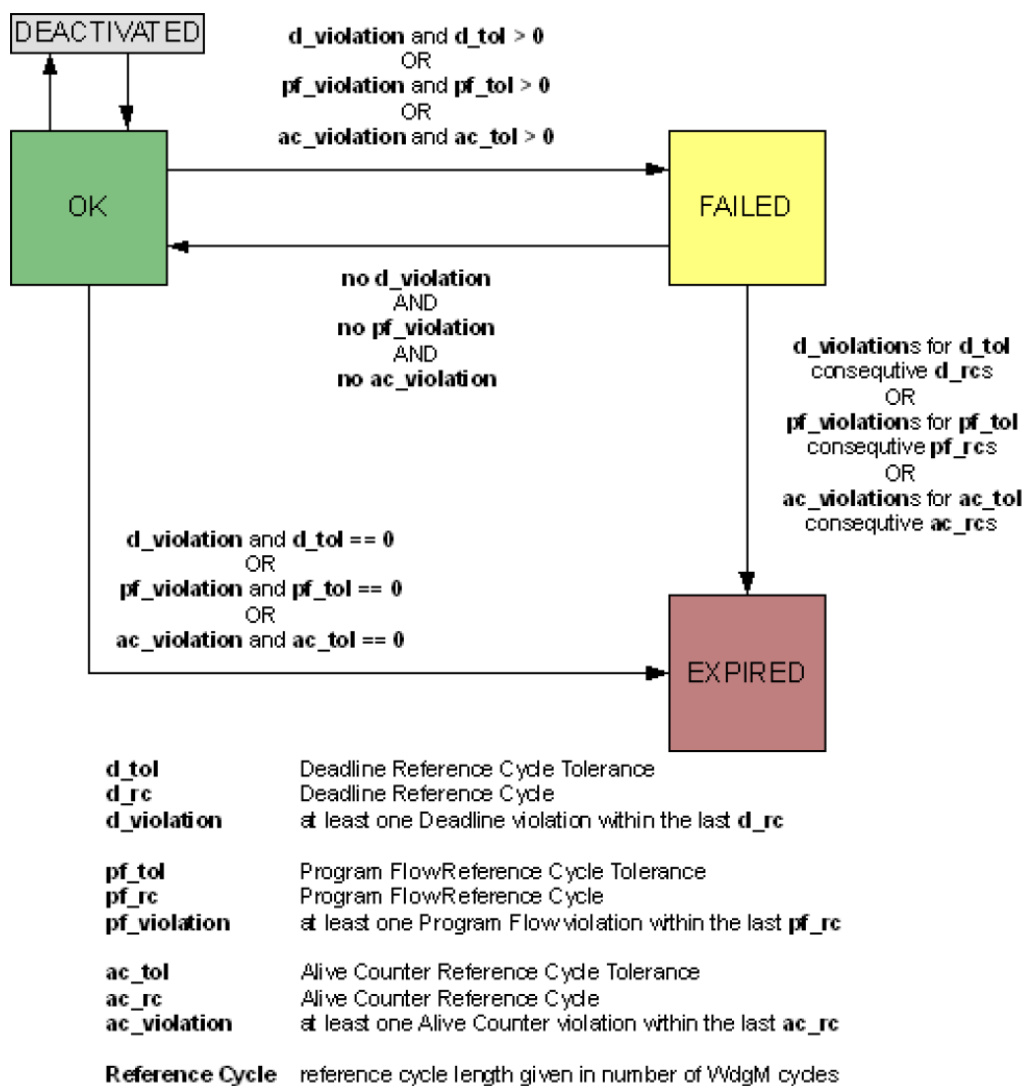 DEACTIVATED
d_violation and d_tol > 0
OR
pf_violation and pf_tol > 0
OR
ac_violation and ac_tol > 0
OK
FAILED
no d_violation
AND
no pf_violation
AND
no ac_violation
d_violations for d_tol
consequtive d_rcs
OR
pf_violations for pf_tol
consequtive pf_rcs
OR
ac_violations for ac_tol
consequtive ac_rcs
d_violation and d_tol == 0
OR
pf_violation and pf_tol == 0
OR
ac_violation and ac_tol == 0
EXPIRED
d_tol Deadline Reference Cycle Tolerance
d_rc Deadline Reference Cycle
d_violation at least one Deadline violation within the last d_rc
pf_tol Program Flow Reference Cycle Tolerance
pf_rc Program Flow Reference Cycle
pf_violation at least one Program Flow violation within the last pf_rc
ac_tol Alive Counter Reference Cycle Tolerance
ac_rc Alive Counter Reference Cycle
ac_violation at least one Alive Counter violation within the last ac_rc
Reference Cycle reference cycle length given in number of WdgM cycles